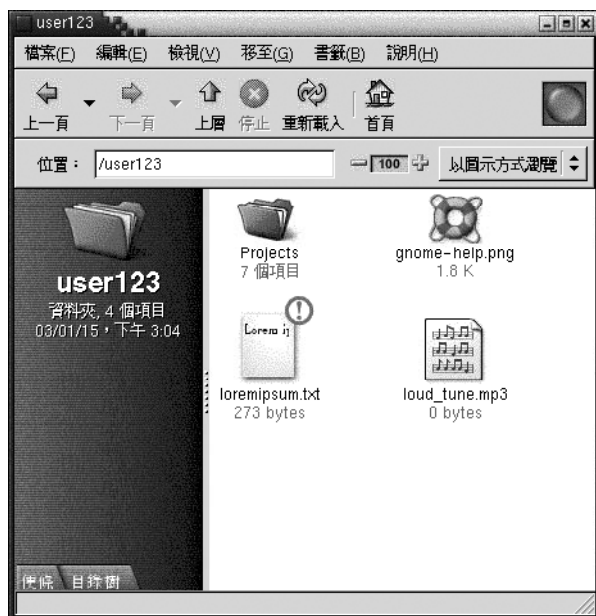 user123
檔案(F) 編輯(E) 檢視(V) 移至(G) 書籤(B) 說明(H)
上一頁 下一頁 上層 停止 重新載入 首頁
位置： /user123 100 以圖示方式瀏覽
user123
資料夾, 4 個項目
03/01/15，下午 3:04
Projects
7 個項目
gnome-help.png
1.8 K
Lorem ip
loremipsum.txt
273 bytes
loud_tune.mp3
0 bytes
便條 目錄樹